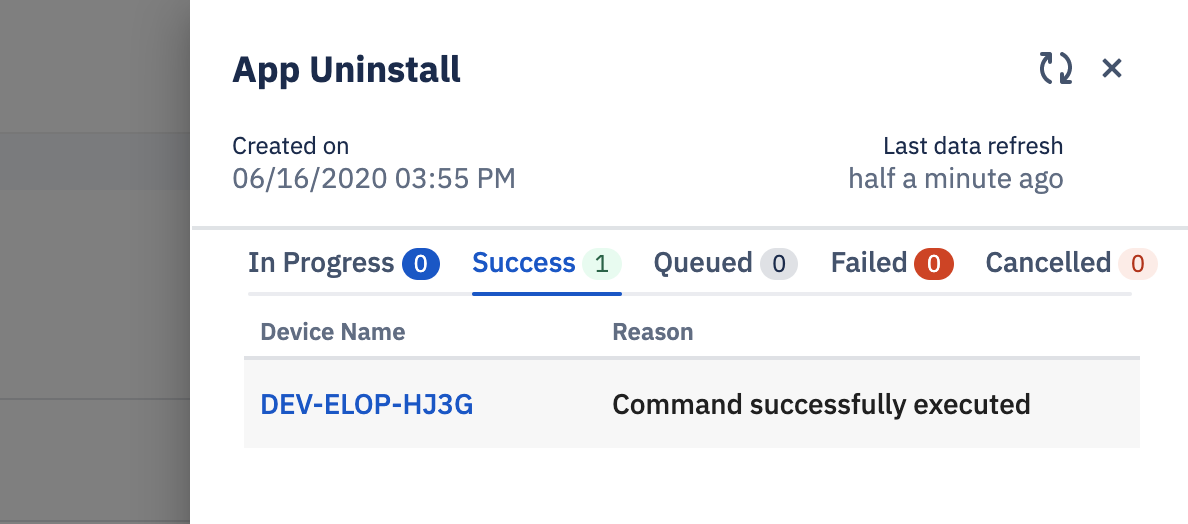 App Uninstall
Created on
06/16/2020 03:55 PM
Last data refresh
half a minute ago
In Progress 0 Success 1 Queued 0 Failed 0 Cancelled 0
Device Name Reason
DEV-ELOP-HJ3G Command successfully executed